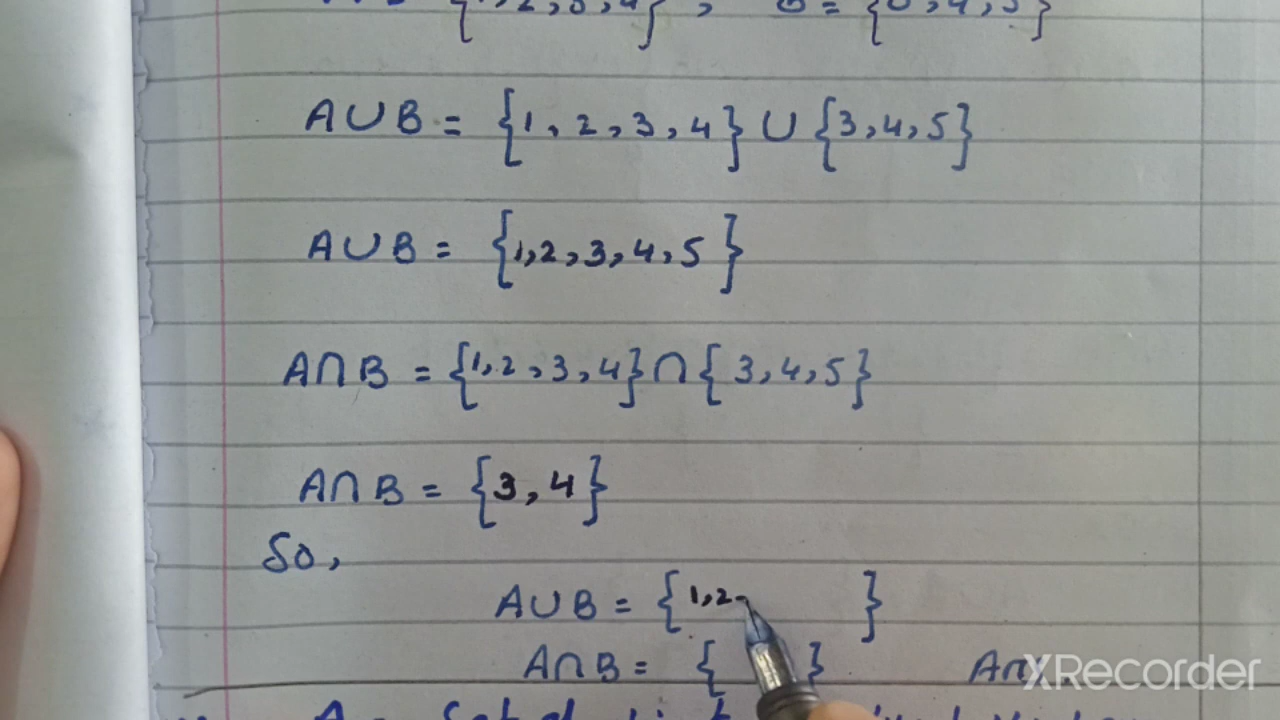 A∪B = {1, 2, 3, 4} ∪ {3, 4, 5}
A∪B = {1, 2, 3, 4, 5}
A∩B = {1, 2, 3, 4} ∩ {3, 4, 5}
A∩B = {3, 4}
So,
A∪B = {1, 2 }
A∩B = { }
XRecorder